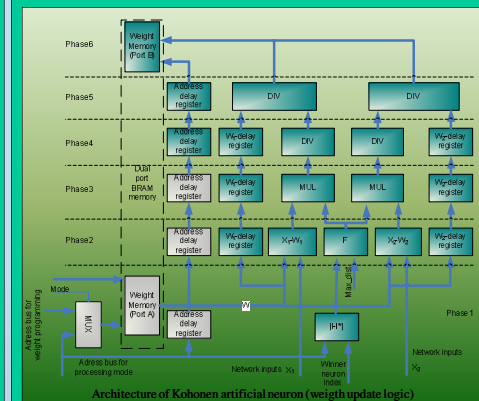 Phase6
Weight
Memory
(Port B)
Phase5
Address
delay
register
DIV
DIV
Phase4
Address
delay
register
W1-delay
register
DIV
DIV
W2-delay
register
Dual
port
BRAM
memory
Phase3
Address
delay
register
W1-delay
register
MUL
MUL
W2-delay
register
Phase2
Address
delay
register
W1-delay
register
X1-W1
F
X2-W2
W2-delay
register
Mode
Max_dist
Adress bus for
weight programming
MUX
Weight
Memory
(Port A)
W
Phase 1
Address
delay
register
||-I*||
Adress bus for
processing mode
Network inputs X1
Winner
neuron
index
Network inputs
X2
Architecture of Kohonen artificial neuron (weigth update logic)